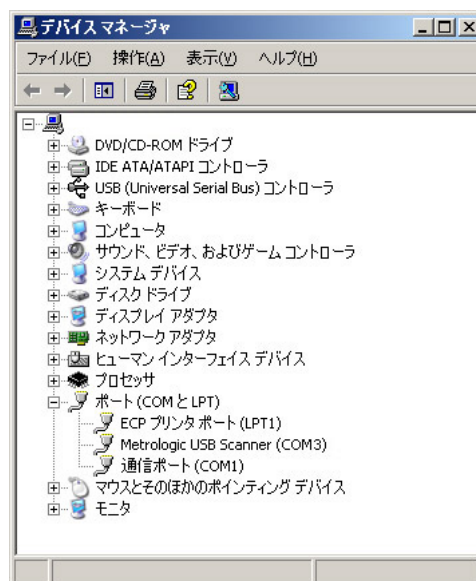 デバイス マネージャ
ファイル(F) 操作(A) 表示(V) ヘルプ(H)
DVD/CD-ROM ドライブ
IDE ATA/ATAPI コントローラ
USB (Universal Serial Bus) コントローラ
キーボード
コンピュータ
サウンド、ビデオ、およびゲーム コントローラ
システム デバイス
ディスク ドライブ
ディスプレイ アダプタ
ネットワーク アダプタ
ヒューマン インターフェイス デバイス
プロセッサ
ポート (COM と LPT)
ECP プリンタ ポート (LPT1)
Metrologic USB Scanner (COM3)
通信ポート (COM1)
マウスとそのほかのポインティング デバイス
モニタ